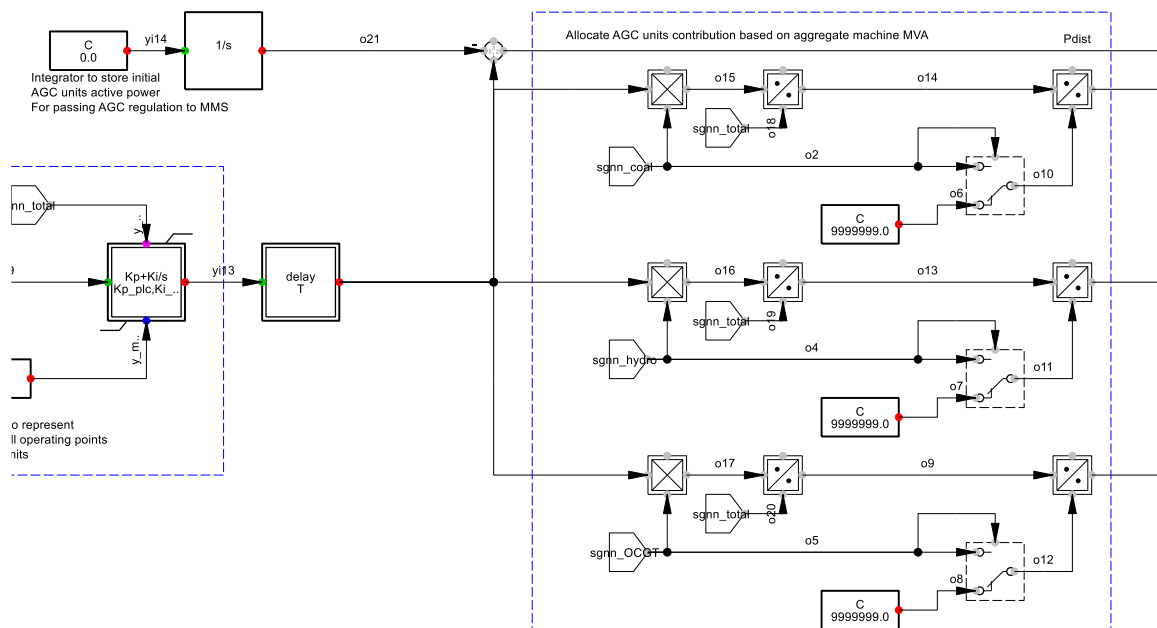 yi14
C
0.0
1/s
o21
-
Integrator to store initial
AGC units active power
For passing AGC regulation to MMS
Allocate AGC units contribution based on aggregate machine MVA
Pdist
o15
o14
sgnn_total
o18
sgnn_coal
o2
o10
o6
C
9999999.0
nn_total
y_..
Kp+Ki/s
Kp_plc,Ki_..
yi13
delay
T
y_m..
o represent
ll operating points
nits
o16
o13
sgnn_total
o19
sgnn_hydro
o4
o11
o7
C
9999999.0
o17
o9
sgnn_total
o20
sgnn_OCGT
o5
o12
o8
C
9999999.0